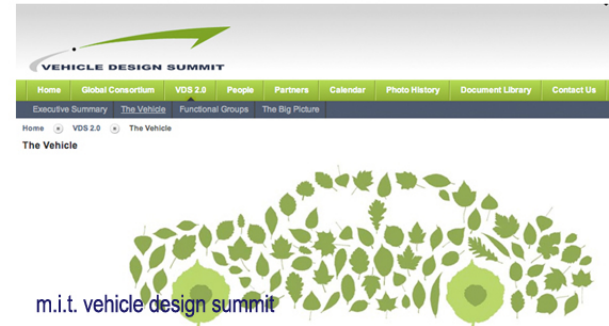 VEHICLE DESIGN SUMMIT
Home Global Consortium VDS 2.0 People Partners Calendar Photo History Document Library Contact Us
Executive Summary The Vehicle Functional Groups The Big Picture
Home VDS 2.0 The Vehicle
The Vehicle
m.i.t. vehicle design summit